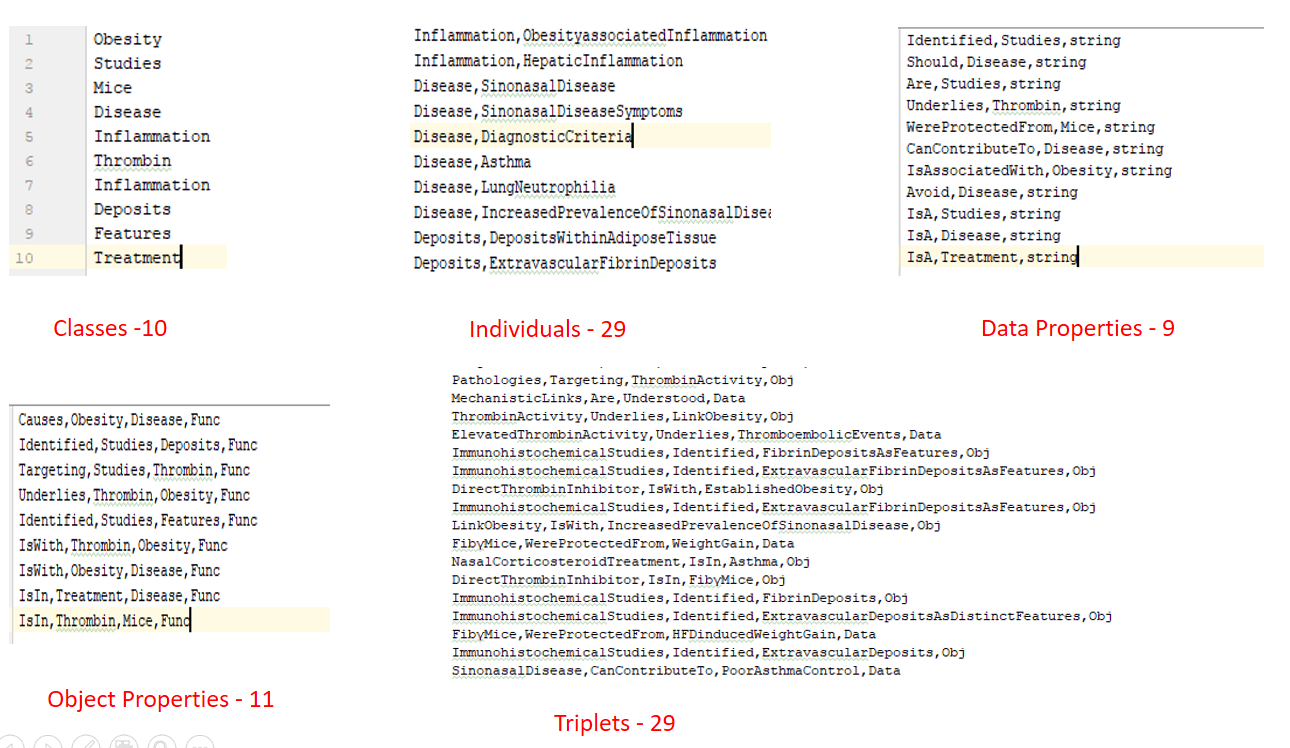 1 Obesity
2 Studies
3 Mice
4 Disease
5 Inflammation
6 Thrombin
7 Inflammation
8 Deposits
9 Features
10 Treatment
Classes -10
Inflammation,ObesityassociatedInflammation
Inflammation,HepaticInflammation
Disease,SinonasalDisease
Disease,SinonasalDiseaseSymptoms
Disease,DiagnosticCriteria
Disease,Asthma
Disease,LungNeutrophilia
Disease,IncreasedPrevalenceOfSinonasalDisea
Deposits,DepositsWithinAdiposeTissue
Deposits,ExtravascularFibrinDeposits
Individuals - 29
Identified,Studies,string
Should,Disease,string
Are,Studies,string
Underlies,Thrombin,string
WereProtectedFrom,Mice,string
CanContributeTo,Disease,string
IsAssociatedWith,Obesity,string
Avoid,Disease,string
IsA,Studies,string
IsA,Disease,string
IsA,Treatment,string
Data Properties - 9
Causes,Obesity,Disease,Func
Identified,Studies,Deposits,Func
Targeting,Studies,Thrombin,Func
Underlies,Thrombin,Obesity,Func
Identified,Studies,Features,Func
IsWith,Thrombin,Obesity,Func
IsWith,Obesity,Disease,Func
IsIn,Treatment,Disease,Func
IsIn,Thrombin,Mice,Func
Object Properties - 11
Pathologies,Targeting,ThrombinActivity,Obj
MechanisticLinks,Are,Understood,Data
ThrombinActivity,Underlies,LinkObesity,Obj
ElevatedThrombinActivity,Underlies,ThromboembolicEvents,Data
ImmunohistochemicalStudies,Identified,FibrinDepositsAsFeatures,Obj
ImmunohistochemicalStudies,Identified,ExtravascularFibrinDepositsAsFeatures,Obj
DirectThrombinInhibitor,IsWith,EstablishedObesity,Obj
ImmunohistochemicalStudies,Identified,ExtravascularFibrinDepositsAsFeatures,Obj
LinkObesity,IsWith,IncreasedPrevalenceOfSinonasalDisease,Obj
FibyMice,WereProtectedFrom,WeightGain,Data
NasalCorticosteroidTreatment,IsIn,Asthma,Obj
DirectThrombinInhibitor,IsIn,FibyMice,Obj
ImmunohistochemicalStudies,Identified,FibrinDeposits,Obj
ImmunohistochemicalStudies,Identified,ExtravascularDepositsAsDistinctFeatures,Obj
FibyMice,WereProtectedFrom,HFDinducedWeightGain,Data
ImmunohistochemicalStudies,Identified,ExtravascularDeposits,Obj
SinonasalDisease,CanContributeTo,PoorAsthmaControl,Data
Triplets - 29